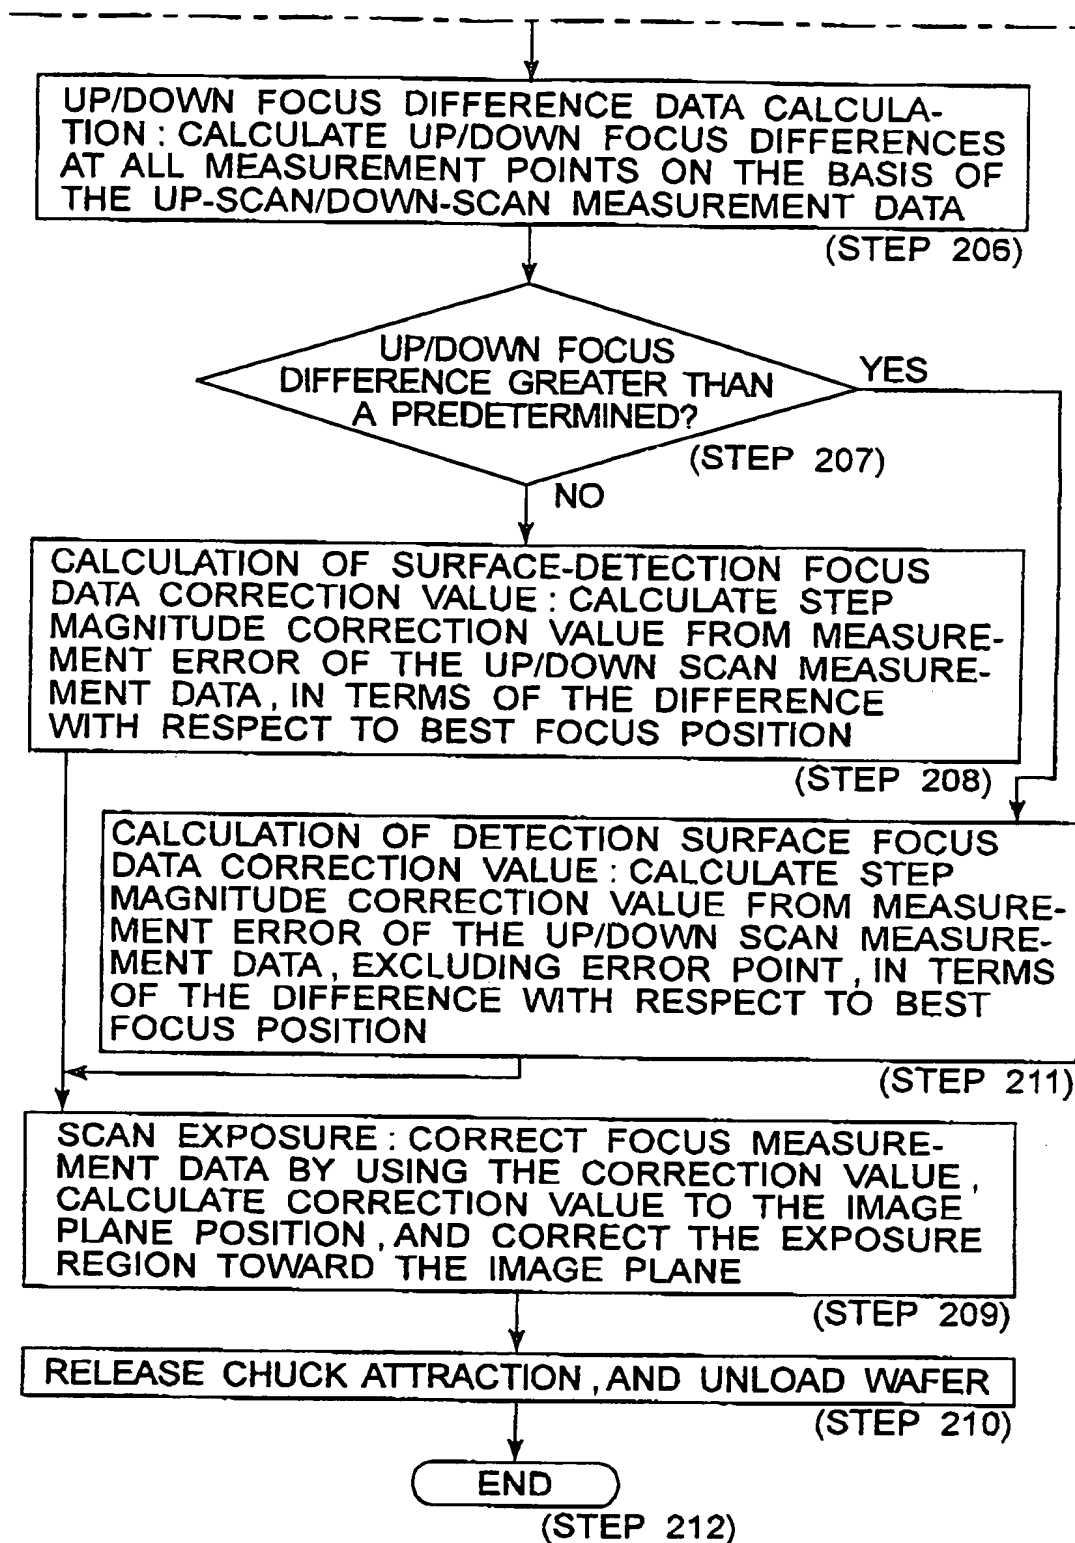 UP/DOWN FOCUS DIFFERENCE DATA CALCULA-
TION : CALCULATE UP/DOWN FOCUS DIFFERENCES
AT ALL MEASUREMENT POINTS ON THE BASIS OF
THE UP-SCAN/DOWN-SCAN MEASUREMENT DATA
(STEP 206)
UP/DOWN FOCUS
DIFFERENCE GREATER THAN
A PREDETERMINED?
YES
(STEP 207)
NO
CALCULATION OF SURFACE-DETECTION FOCUS
DATA CORRECTION VALUE : CALCULATE STEP
MAGNITUDE CORRECTION VALUE FROM MEASURE-
MENT ERROR OF THE UP/DOWN SCAN MEASURE-
MENT DATA , IN TERMS OF THE DIFFERENCE
WITH RESPECT TO BEST FOCUS POSITION
(STEP 208)
CALCULATION OF DETECTION SURFACE FOCUS
DATA CORRECTION VALUE : CALCULATE STEP
MAGNITUDE CORRECTION VALUE FROM MEASURE-
MENT ERROR OF THE UP/DOWN SCAN MEASURE-
MENT DATA , EXCLUDING ERROR POINT , IN TERMS
OF THE DIFFERENCE WITH RESPECT TO BEST
FOCUS POSITION
(STEP 211)
SCAN EXPOSURE : CORRECT FOCUS MEASURE-
MENT DATA BY USING THE CORRECTION VALUE ,
CALCULATE CORRECTION VALUE TO THE IMAGE
PLANE POSITION , AND CORRECT THE EXPOSURE
REGION TOWARD THE IMAGE PLANE
(STEP 209)
RELEASE CHUCK ATTRACTION , AND UNLOAD WAFER
(STEP 210)
END
(STEP 212)